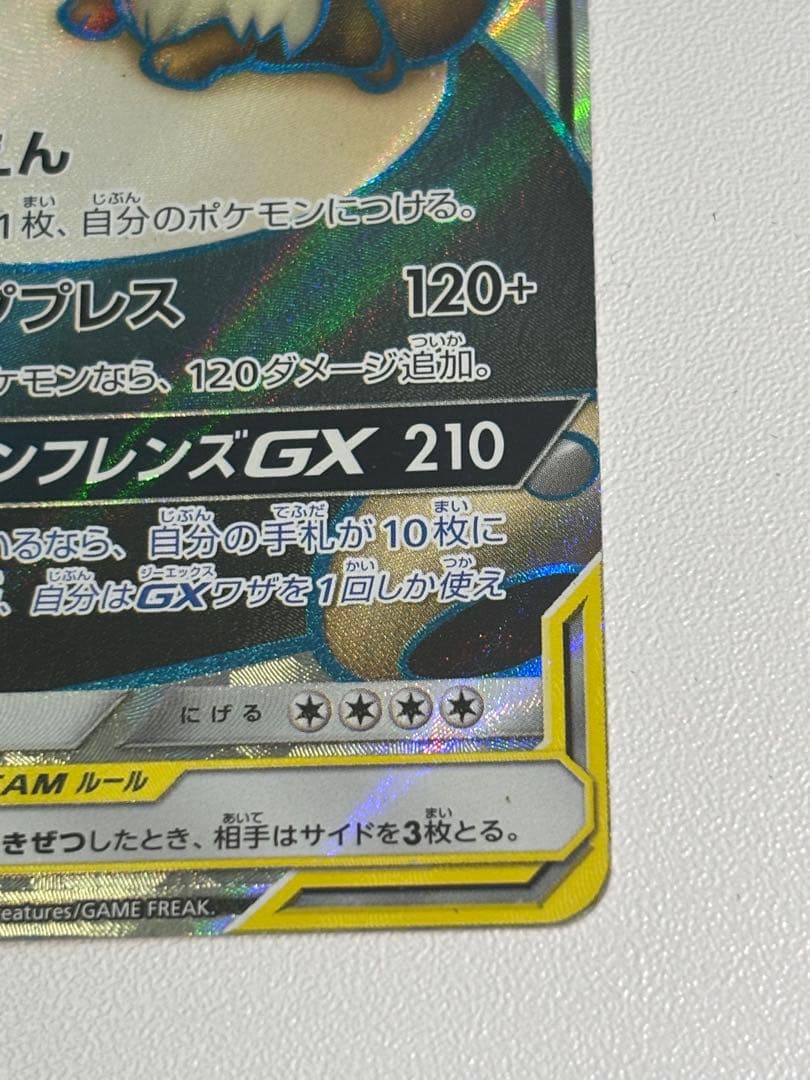 えん
1枚、自分のポケモンにつける。
ププレス 120+
ケモンなら、120ダメージ追加。
ンフレンズGX 210
いるなら、自分の手札が10枚に
自分はGXワザを1回しか使え
にげる
TEAM ルール
きぜつしたとき、相手はサイドを3枚とる。
eatures/GAME FREAK.